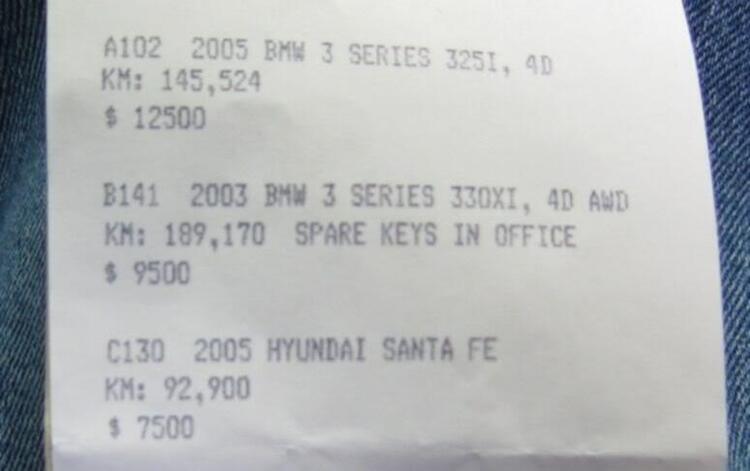 A102 2005 BMW 3 SERIES 325I, 4D
KM: 145,524
$ 12500
B141 2003 BMW 3 SERIES 330XI, 4D AWD
KM: 189,170 SPARE KEYS IN OFFICE
$ 9500
C130 2005 HYUNDAI SANTA FE
KM: 92,900
$ 7500